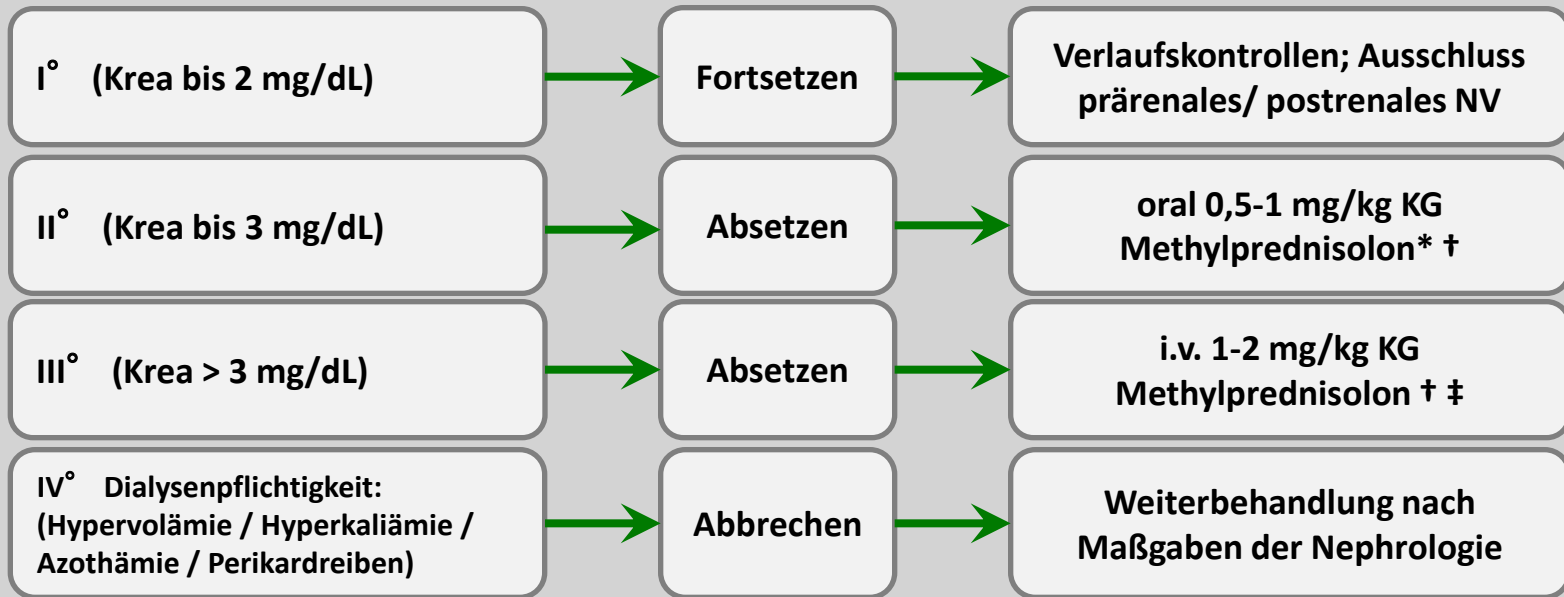 I° (Krea bis 2 mg/dL)
Fortsetzen
Verlaufskontrollen; Ausschluss
prärenales/ postrenales NV
II° (Krea bis 3 mg/dL)
Absetzen
oral 0,5-1 mg/kg KG
Methylprednisolon* †
III° (Krea > 3 mg/dL)
Absetzen
i.v. 1-2 mg/kg KG
Methylprednisolon † ‡
IV° Dialysenpflichtigkeit:
(Hypervolämie / Hyperkaliämie /
Azothämie / Perikardreiben)
Abbrechen
Weiterbehandlung nach
Maßgaben der Nephrologie